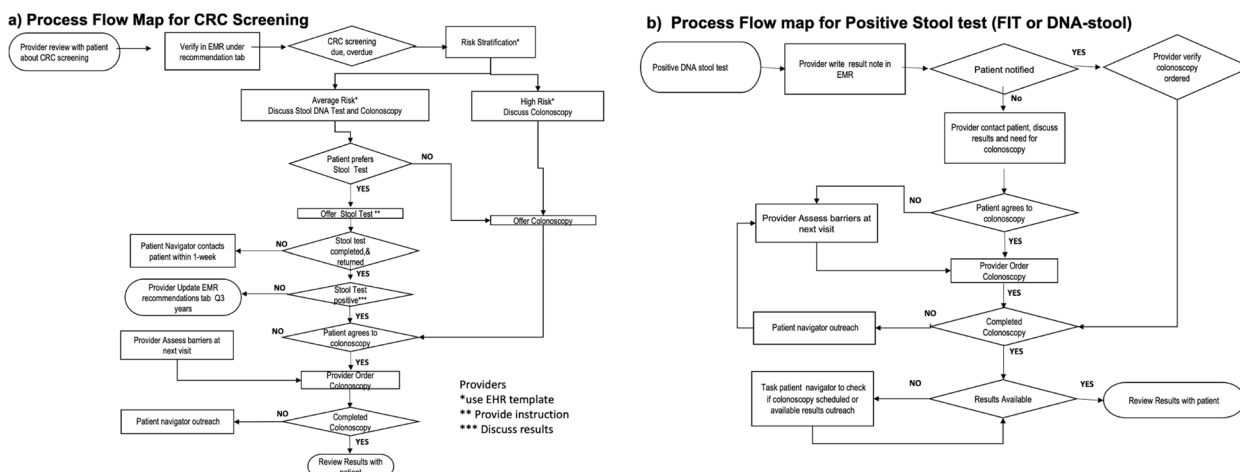 a) Process Flow Map for CRC Screening
Provider review with patient
about CRC screening
Verify in EMR under
recommendation tab
CRC screening
due, overdue
Risk Stratification*
Average Risk*
Discuss Stool DNA Test and Colonoscopy
High Risk*
Discuss Colonoscopy
Patient prefers
Stool Test
NO
YES
Offer Stool Test **
Offer Colonoscopy
Patient Navigator contacts
patient within 1-week
NO
Stool test
completed,&
returned
YES
Provider Update EMR
recommendations tab Q3
years
NO
Stool Test
positive***
YES
NO
Patient agrees to
colonoscopy
Provider Assess barriers at
next visit
YES
Provider Order
Colonoscopy
Patient navigator outreach
NO
Completed
Colonoscopy
YES
Review Results with
patient
Providers
*use EHR template
** Provide instruction
*** Discuss results
b) Process Flow map for Positive Stool test (FIT or DNA-stool)
Positive DNA stool test
Provider write result note in
EMR
Patient notified
YES
Provider verify
colonoscopy
ordered
No
Provider contact patient, discuss
results and need for
colonoscopy
NO
Patient agrees to
colonoscopy
Provider Assess barriers at
next visit
YES
Provider Order
Colonoscopy
YES
Patient navigator outreach
NO
Completed
Colonoscopy
YES
Task patient navigator to check
if colonoscopy scheduled or
available results outreach
NO
Results Available
YES
Review Results with patient